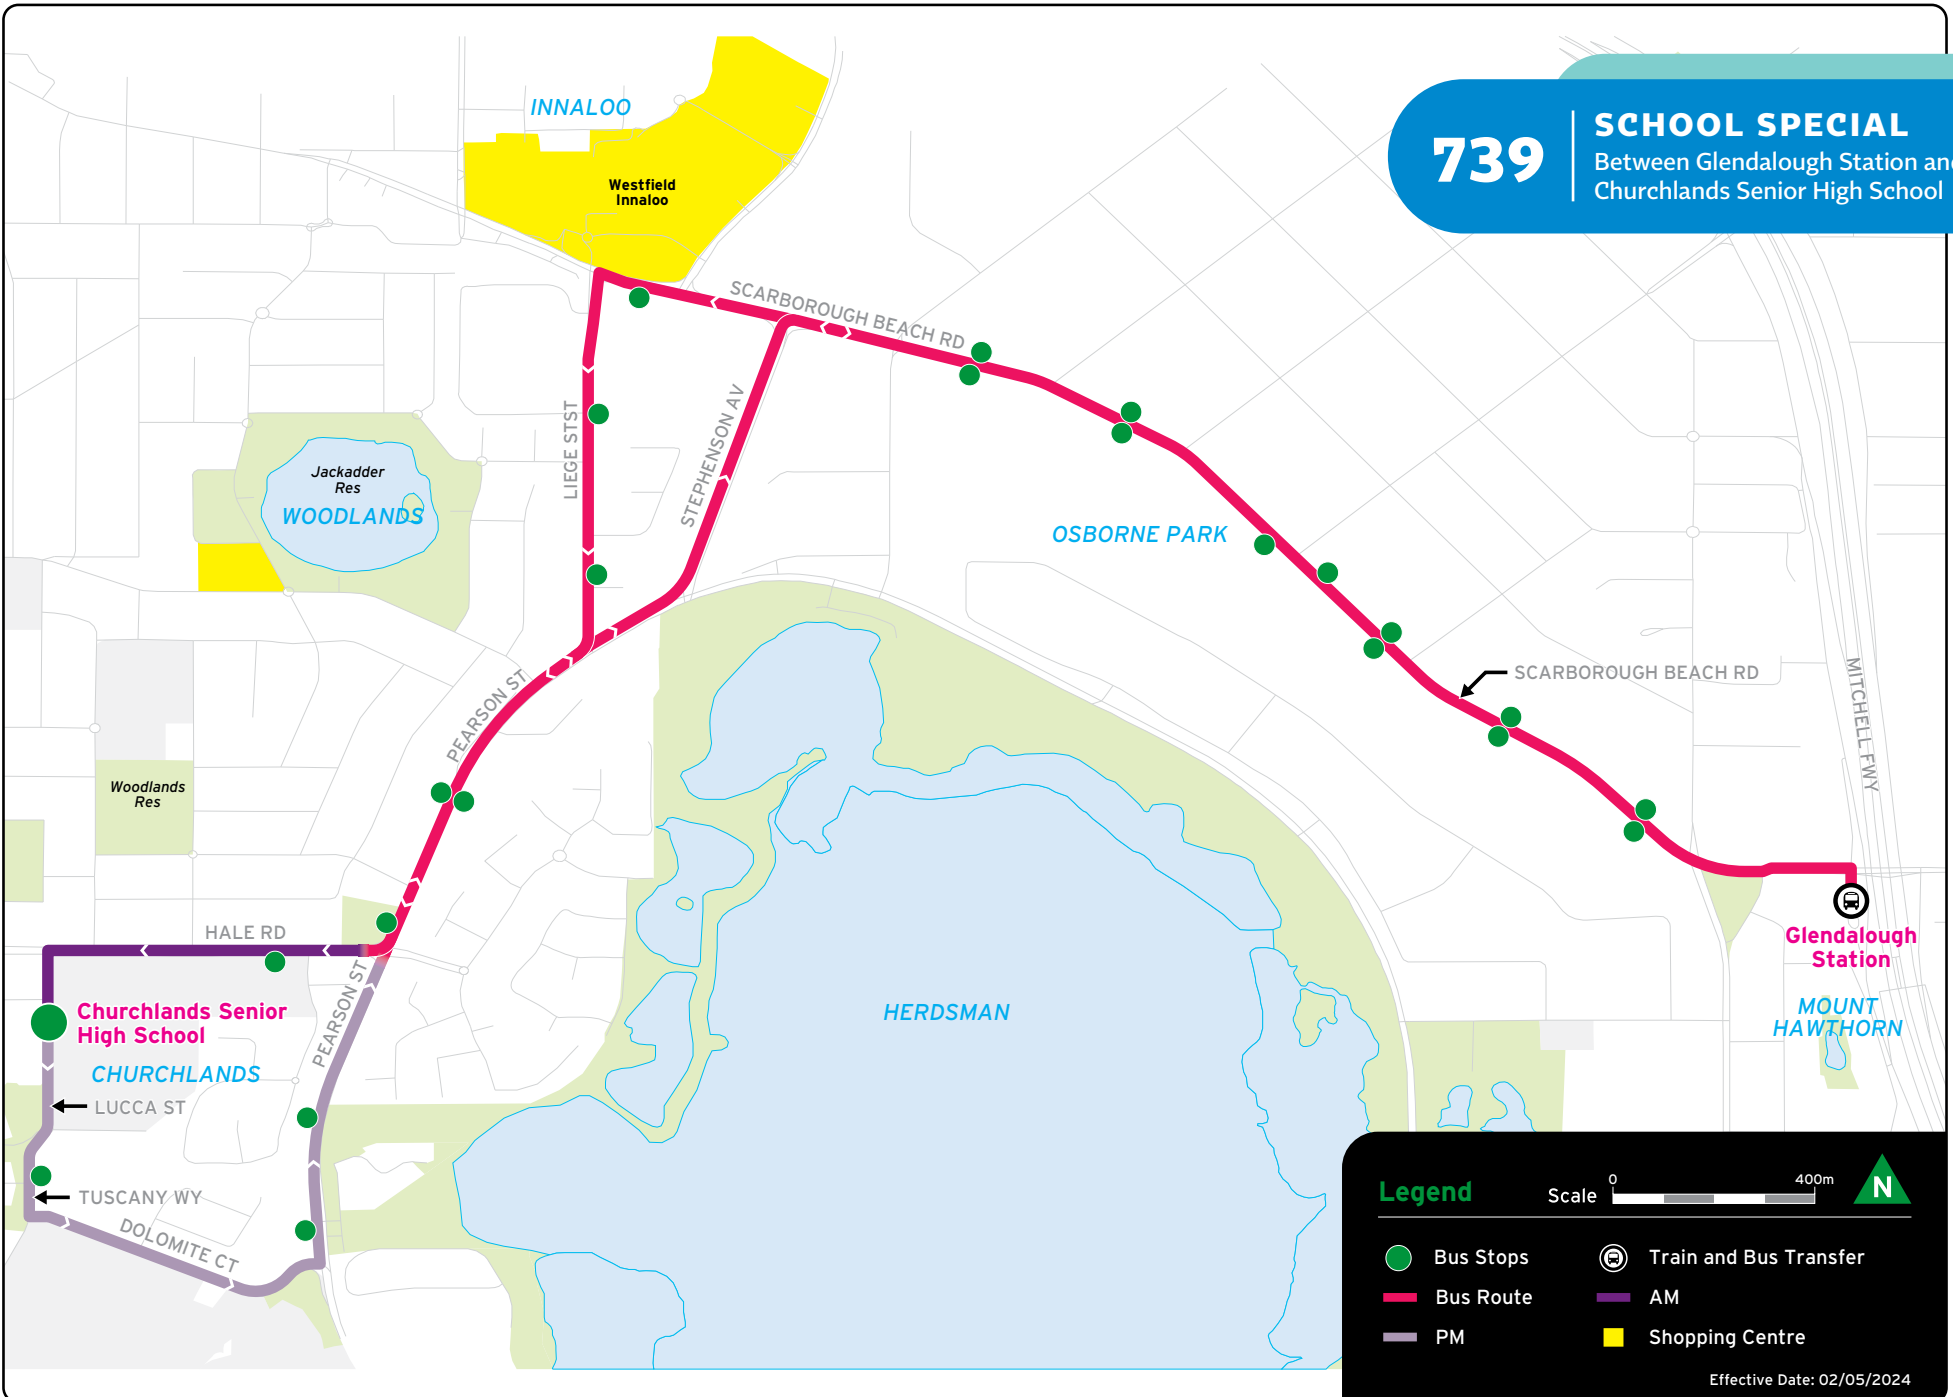 INNALOO
739
SCHOOL SPECIAL
Between Glendalough Station and
Churchlands Senior High School
Westfield
Innaloo
SCARBOROUGH BEACH RD
LIEGE STST
STEPHENSON AV
Jackadder
Res
WOODLANDS
OSBORNE PARK
SCARBOROUGH BEACH RD
MITCHELL FWY
PEARSON ST
Woodlands
Res
HALE RD
Glendalough
Station
PEARSON ST
Churchlands Senior
High School
HERDSMAN
MOUNT
HAWTHORN
CHURCHLANDS
LUCCA ST
TUSCANY WY
DOLOMITE CT
Legend
Scale
0
400m
N
Bus Stops
Train and Bus Transfer
Bus Route
AM
PM
Shopping Centre
Effective Date: 02/05/2024